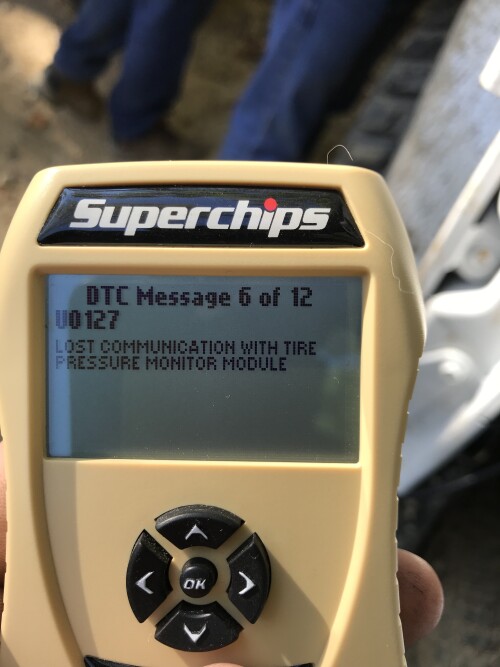 Superchips
DTC Message 6 of 12
U0127
LOST COMMUNICATION WITH TIRE
PRESSURE MONITOR MODULE
OK